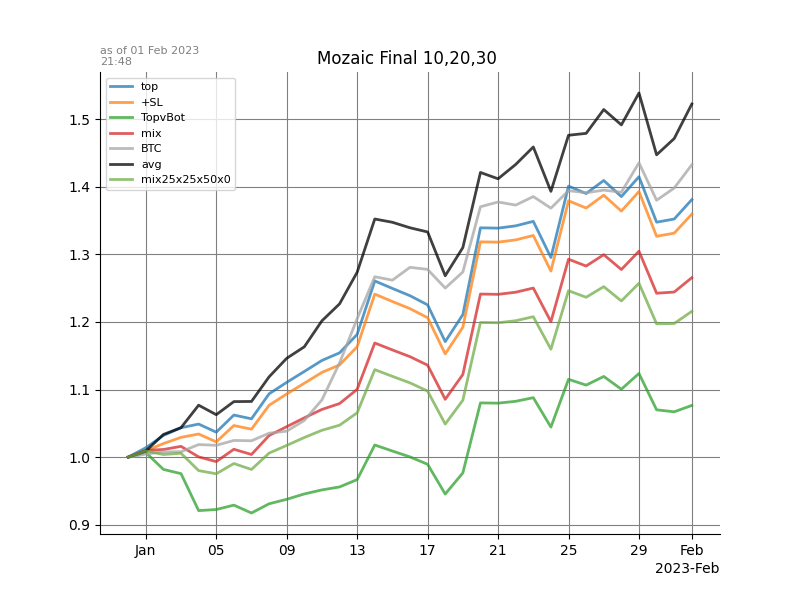 as of 01 Feb 2023
21:48
Mozaic Final 10,20,30
top
+SL
TopvBot
mix
BTC
avg
mix25x25x50x0
1.5
1.4
1.3
1.2
1.1
1.0
0.9
Jan 05 09 13 17 21 25 29 Feb
2023-Feb